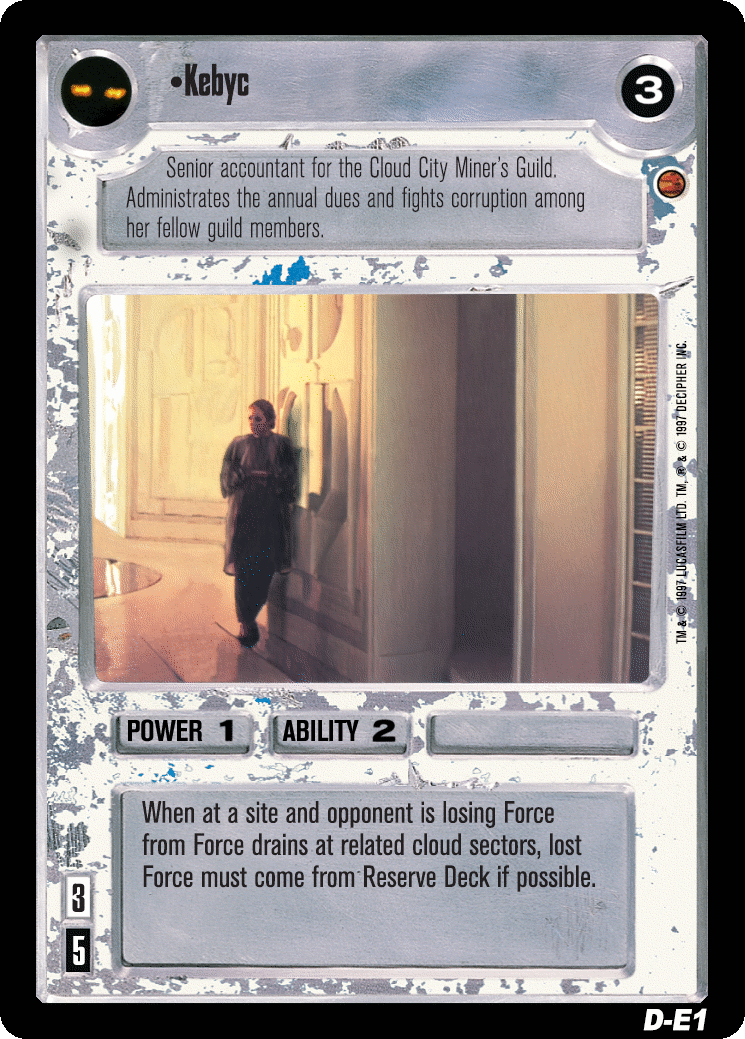 •Kebyc
3
Senior accountant for the Cloud City Miner's Guild.
Administrates the annual dues and fights corruption among
her fellow guild members.
TM & © 1997 LUCASFILM LTD. TM, ® & © 1997 DECIPHER INC.
POWER 1 ABILITY 2
When at a site and opponent is losing Force
from Force drains at related cloud sectors, lost
Force must come from Reserve Deck if possible.
3
5
D-E1